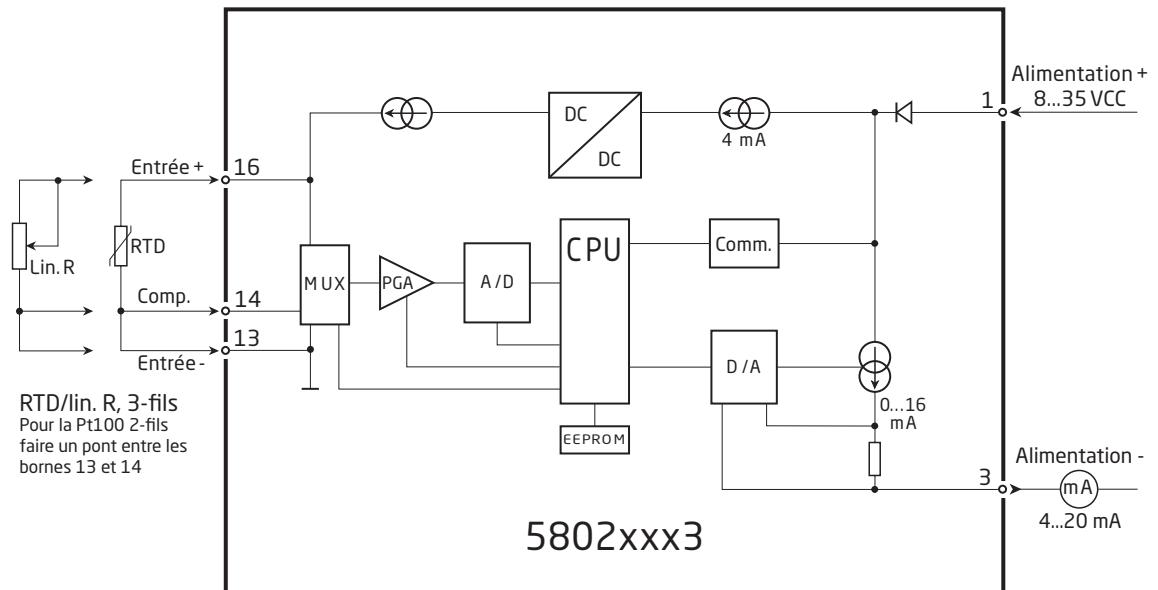 Alimentation +
8...35 VCC
1
DC
DC
4 mA
Entrée +
16
RTD
Lin. R
Comp.
14
13
Entrée -
MUX
PGA
A/D
CPU
Comm.
D/A
0...16
mA
EEPROM
RTD/lin. R, 3-fils
Pour la Pt100 2-fils
faire un pont entre les
bornes 13 et 14
Alimentation -
3
mA
4...20 mA
5802xxx3